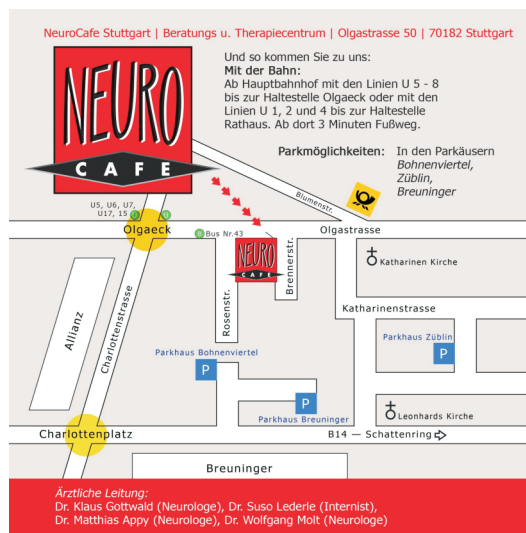 NeuroCafe Stuttgart | Beratungs u. Therapiecentrum | Olgastrasse 50 | 70182 Stuttgart
NEURO
CAFE
Und so kommen Sie zu uns:
Mit der Bahn:
Ab Hauptbahnhof mit den Linien U 5 - 8
bis zur Haltestelle Olgaeck oder mit den
Linien U 1, 2 und 4 bis zur Haltestelle
Rathaus. Ab dort 3 Minuten Fußweg.
Parkmöglichkeiten: In den Parkäusern
Bohnenviertel,
Züblin,
Breuninger
Blumenstr.
U5, U6, U7,
U17, 15 U H
Olgaeck
H Bus Nr.43
Olgastrasse
NEURO
CAFE
Brennerstr.
Katharinen Kirche
Rosenstr.
Charlottenstrasse
Allianz
Katharinenstrasse
Parkhaus Bohnenviertel
P
Parkhaus Züblin
P
P
Parkhaus Breuninger
Leonhards Kirche
Charlottenplatz
B14 — Schattenring
Breuninger
Ärztliche Leitung:
Dr. Klaus Gottwald (Neurologe), Dr. Suso Lederle (Internist),
Dr. Matthias Appy (Neurologe), Dr. Wolfgang Molt (Neurologe)